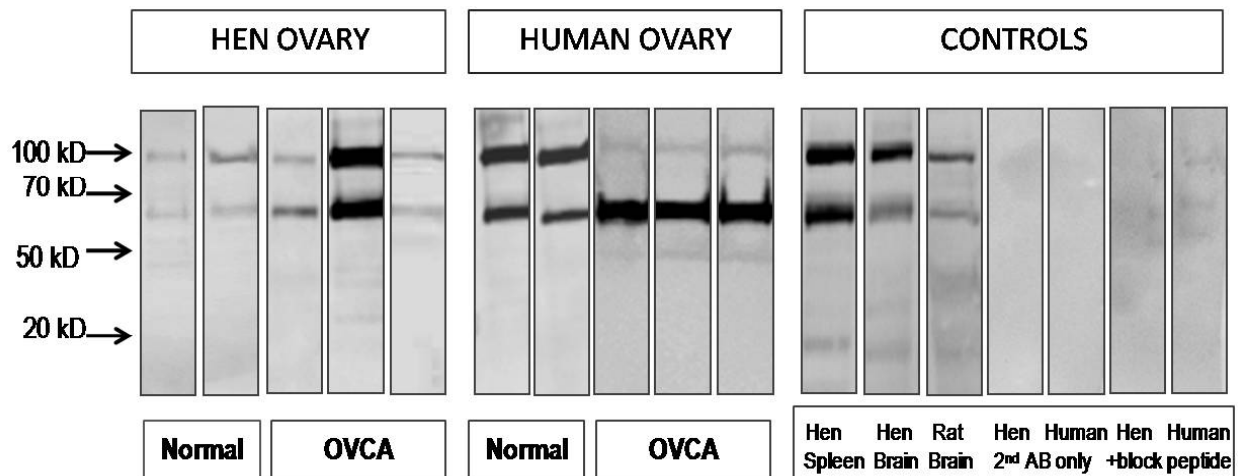 HEN OVARY
HUMAN OVARY
CONTROLS
100 kD
70 kD
50 kD
20 kD
Normal
OVCA
Normal
OVCA
Hen Hen Rat Hen Human Hen Human
Spleen Brain Brain 2nd AB only +block peptide